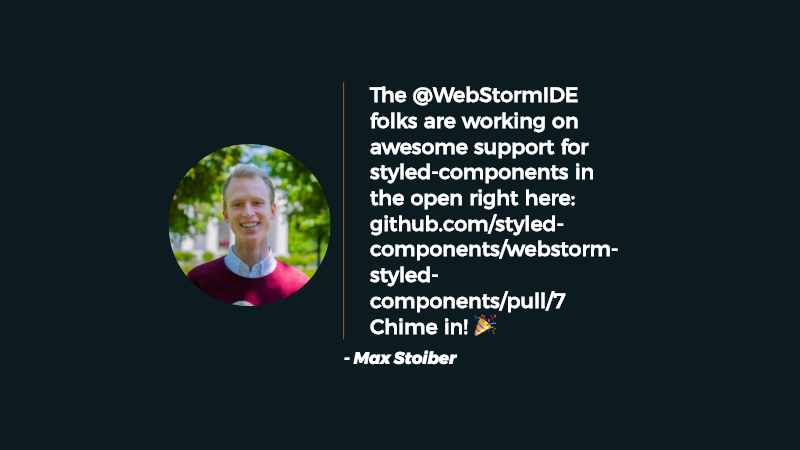 The @WebStormIDE
folks are working on
awesome support for
styled-components in
the open right here:
github.com/styled-
components/webstorm-
styled-
components/pull/7
Chime in! 🎉
- Max Stoiber